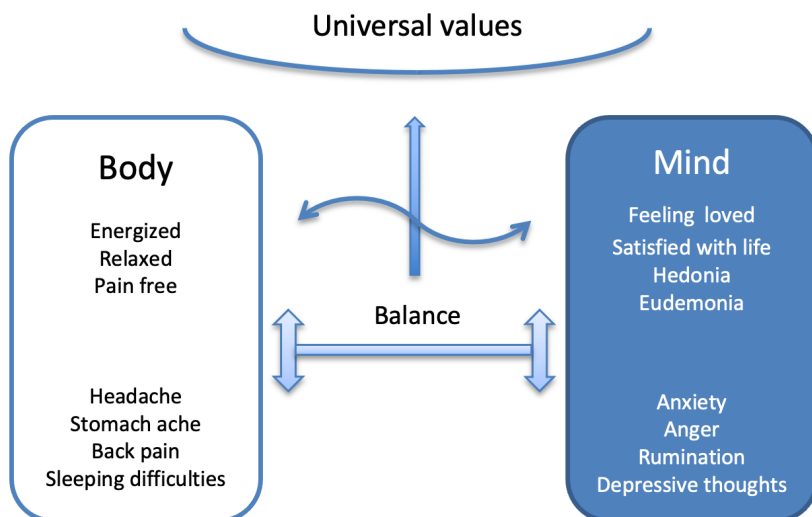 Universal values
Body
Energized
Relaxed
Pain free
Headache
Stomach ache
Back pain
Sleeping difficulties
Balance
Mind
Feeling loved
Satisfied with life
Hedonia
Eudemonia
Anxiety
Anger
Rumination
Depressive thoughts